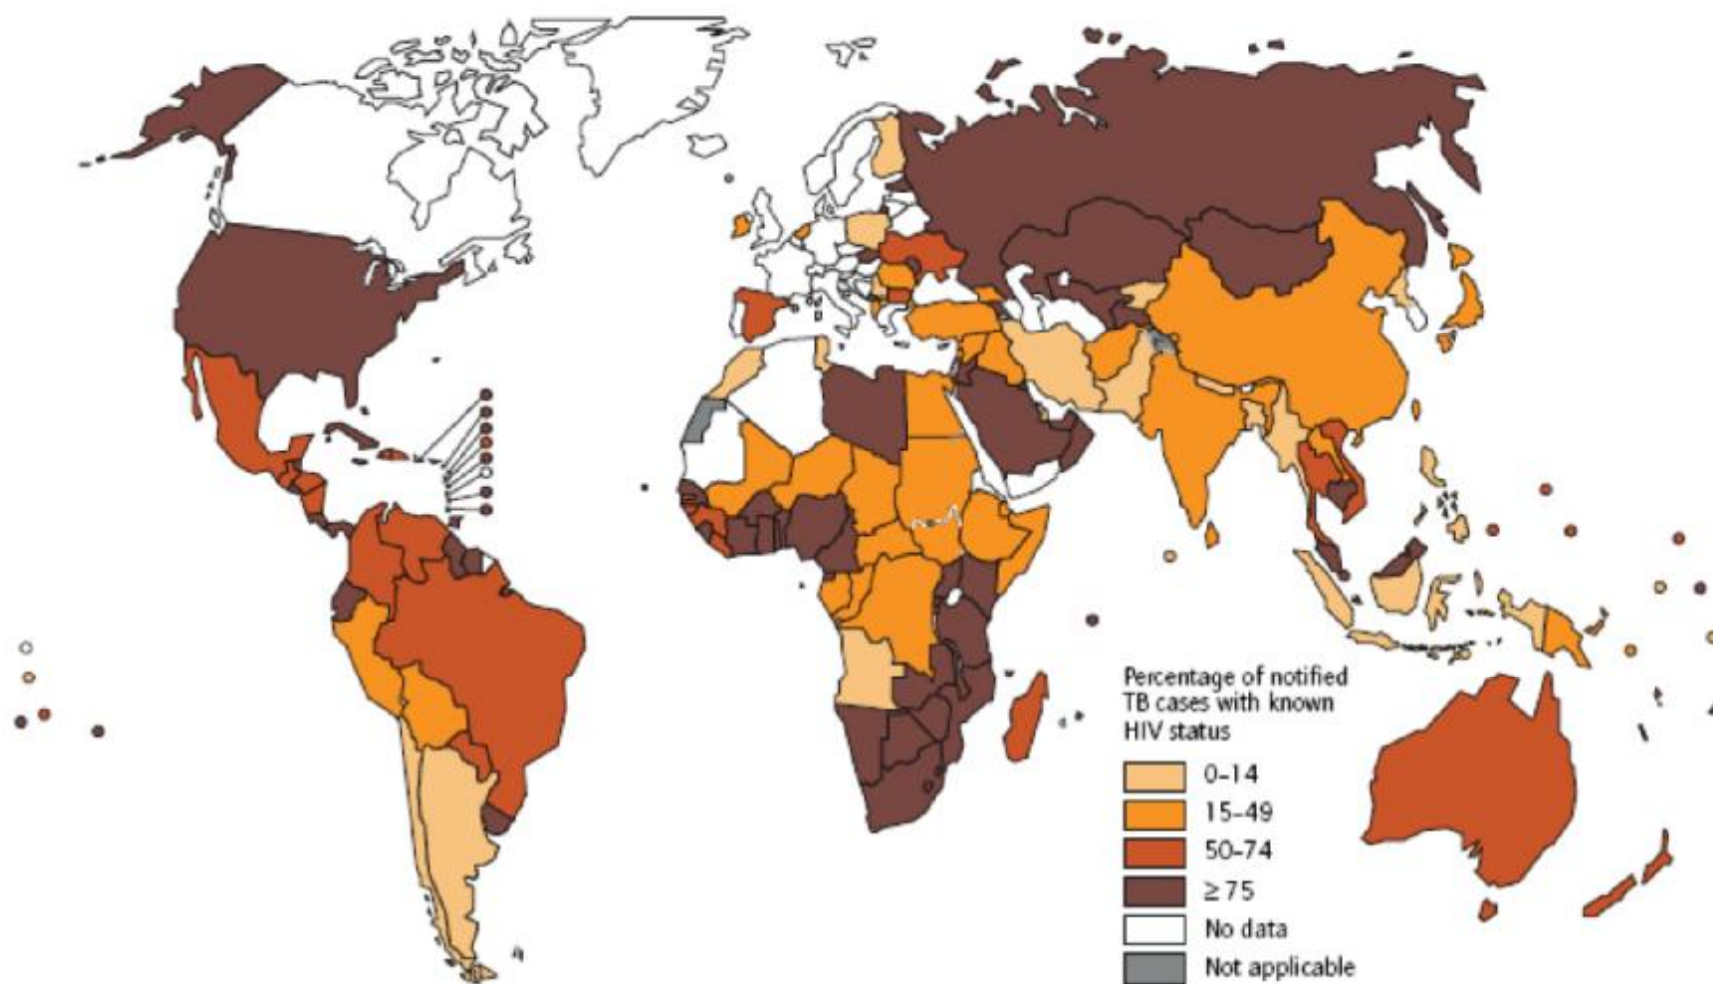 Percentage of notified
TB cases with known
HIV status
0–14
15–49
50–74
≥ 75
No data
Not applicable